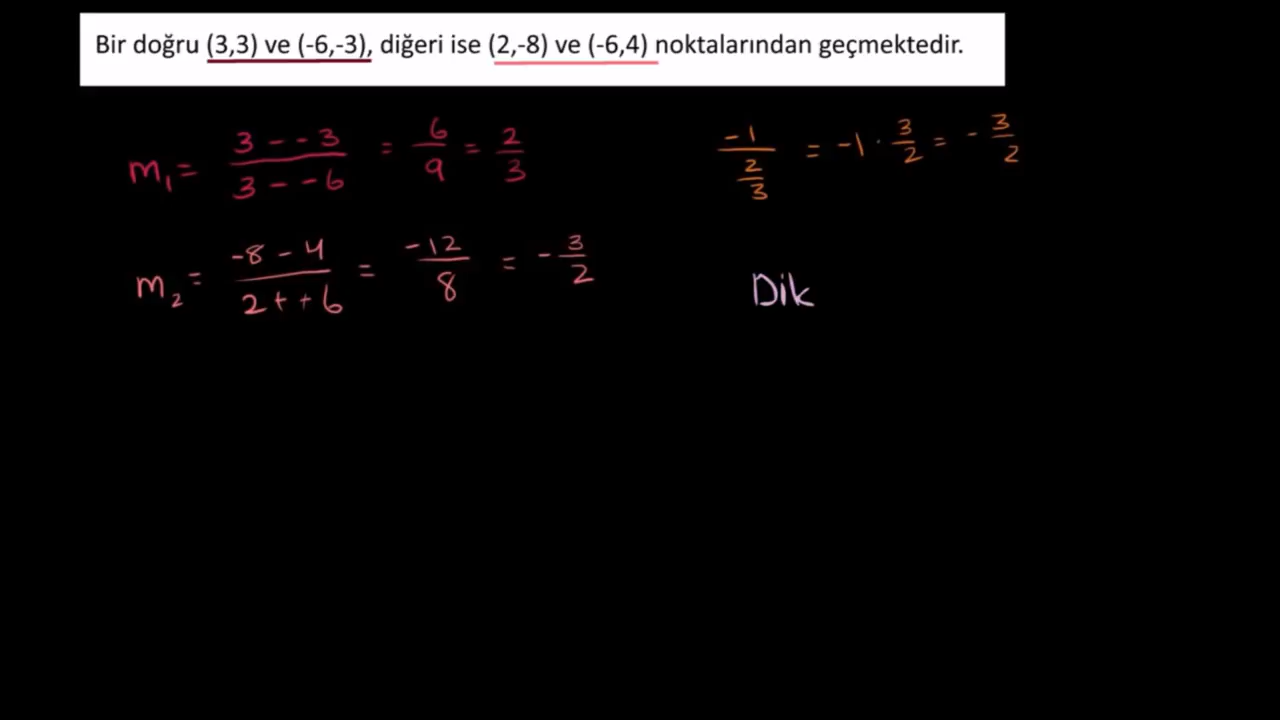 Bir doğru (3,3) ve (-6,-3), diğeri ise (2,-8) ve (-6,4) noktalarından geçmektedir.
m₁ = 3 - - 3 / 3 - - 6 = 6/9 = 2/3
-1 / 2/3 = -1 · 3/2 = - 3/2
m₂ = -8 - 4 / 2 + + 6 = -12/8 = - 3/2
Dik